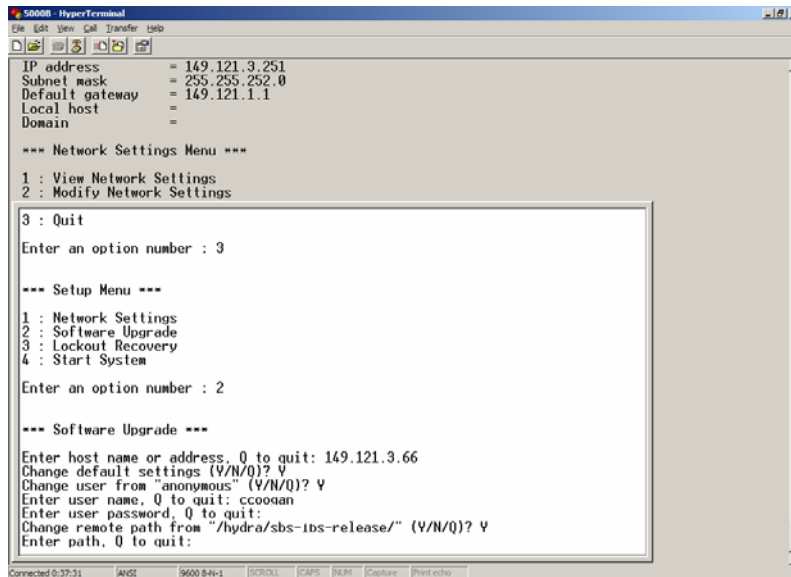 5000B - HyperTerminal
File Edit View Call Transfer Help
IP address = 149.121.3.251
Subnet mask = 255.255.252.0
Default gateway = 149.121.1.1
Local host =
Domain =
*** Network Settings Menu ***
1 : View Network Settings
2 : Modify Network Settings
3 : Quit
Enter an option number : 3
*** Setup Menu ***
1 : Network Settings
2 : Software Upgrade
3 : Lockout Recovery
4 : Start System
Enter an option number : 2
*** Software Upgrade ***
Enter host name or address, Q to quit: 149.121.3.66
Change default settings (Y/N/Q)? Y
Change user from "anonymous" (Y/N/Q)? Y
Enter user name, Q to quit: ccoogan
Enter user password, Q to quit:
Change remote path from "/hydra/sbs-ibs-release/" (Y/N/Q)? Y
Enter path, Q to quit:
Connected 0:37:31 ANSI 9600 8-N-1 SCROLL CAPS NUM Capture Print echo